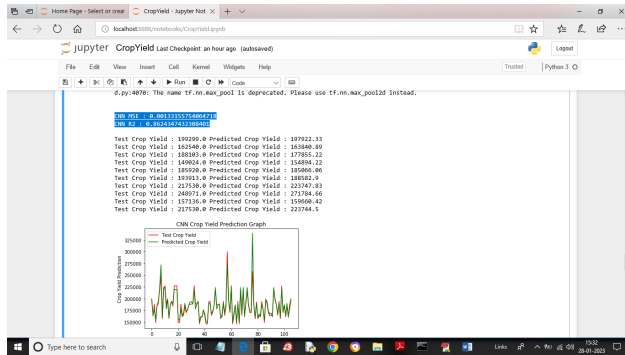 Home Page - Select or creat
CropYield - Jupyter Not
localhost:8888/notebooks/CropYield.ipynb
jupyter CropYield Last Checkpoint: an hour ago (autosaved)
Logout
File Edit View Insert Cell Kernel Widgets Help
Trusted
Python 3
Run
Code
d.py:4070: The name tf.nn.max_pool is deprecated. Please use tf.nn.max_pool2d instead.
CNN MSE : 0.00133155754064718
CNN R2 : 0.8624347432308401
Test Crop Yield : 199299.0 Predicted Crop Yield : 197922.33
Test Crop Yield : 162540.0 Predicted Crop Yield : 163840.89
Test Crop Yield : 188103.0 Predicted Crop Yield : 177855.22
Test Crop Yield : 149024.0 Predicted Crop Yield : 154894.22
Test Crop Yield : 185920.0 Predicted Crop Yield : 185066.06
Test Crop Yield : 193913.0 Predicted Crop Yield : 188582.9
Test Crop Yield : 217530.0 Predicted Crop Yield : 223747.83
Test Crop Yield : 248971.0 Predicted Crop Yield : 271784.66
Test Crop Yield : 157136.0 Predicted Crop Yield : 159660.42
Test Crop Yield : 217530.0 Predicted Crop Yield : 223744.5
CNN Crop Yield Prediction Graph
Test Crop Yield
Predicted Crop Yield
Crop Yield Prediction
325000
300000
275000
250000
225000
200000
175000
150000
0 20 40 60 80 100
Type here to search
Links
15:32
28-01-2023